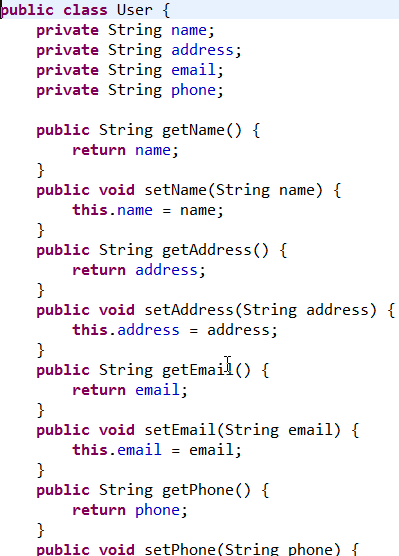 public class User {
    private String name;
    private String address;
    private String email;
    private String phone;

    public String getName() {
        return name;
    }
    public void setName(String name) {
        this.name = name;
    }
    public String getAddress() {
        return address;
    }
    public void setAddress(String address) {
        this.address = address;
    }
    public String getEmail() {
        return email;
    }
    public void setEmail(String email) {
        this.email = email;
    }
    public String getPhone() {
        return phone;
    }
    public void setPhone(String phone) {